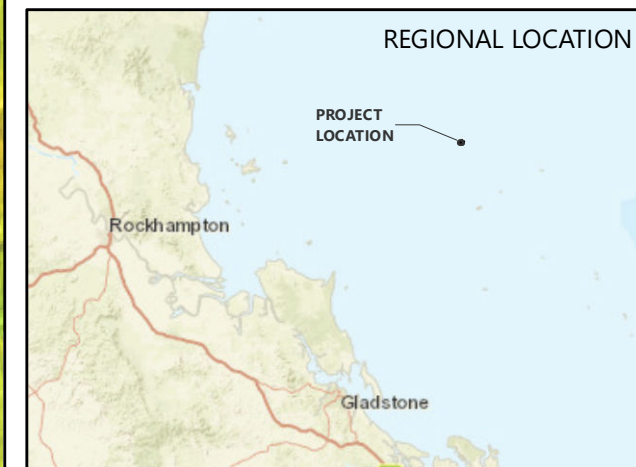 REGIONAL LOCATION
PROJECT
LOCATION
Rockhampton
Gladstone